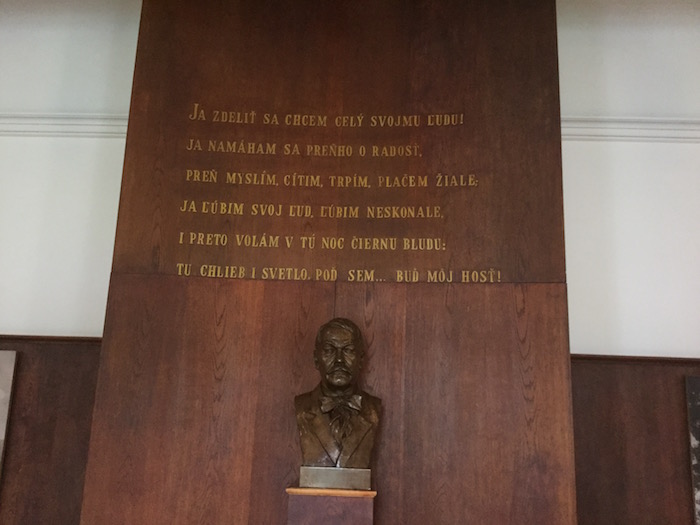 JA ZDELIŤ SA CHCEM CELÝ SVOJMU ĽUDU!
JA NAMÁHAM SA PREŇHO O RADOSŤ,
PREŇ MYSLÍM, CÍTIM, TRPÍM, PLAČEM ŽIALE;
JA ĽÚBIM SVOJ ĽUD, ĽÚBIM NESKONALE,
I PRETO VOLÁM V TÚ NOC ČIERNU BLUDU:
TU CHLIEB I SVETLO, POĎ SEM... BUĎ MÔJ HOSŤ!